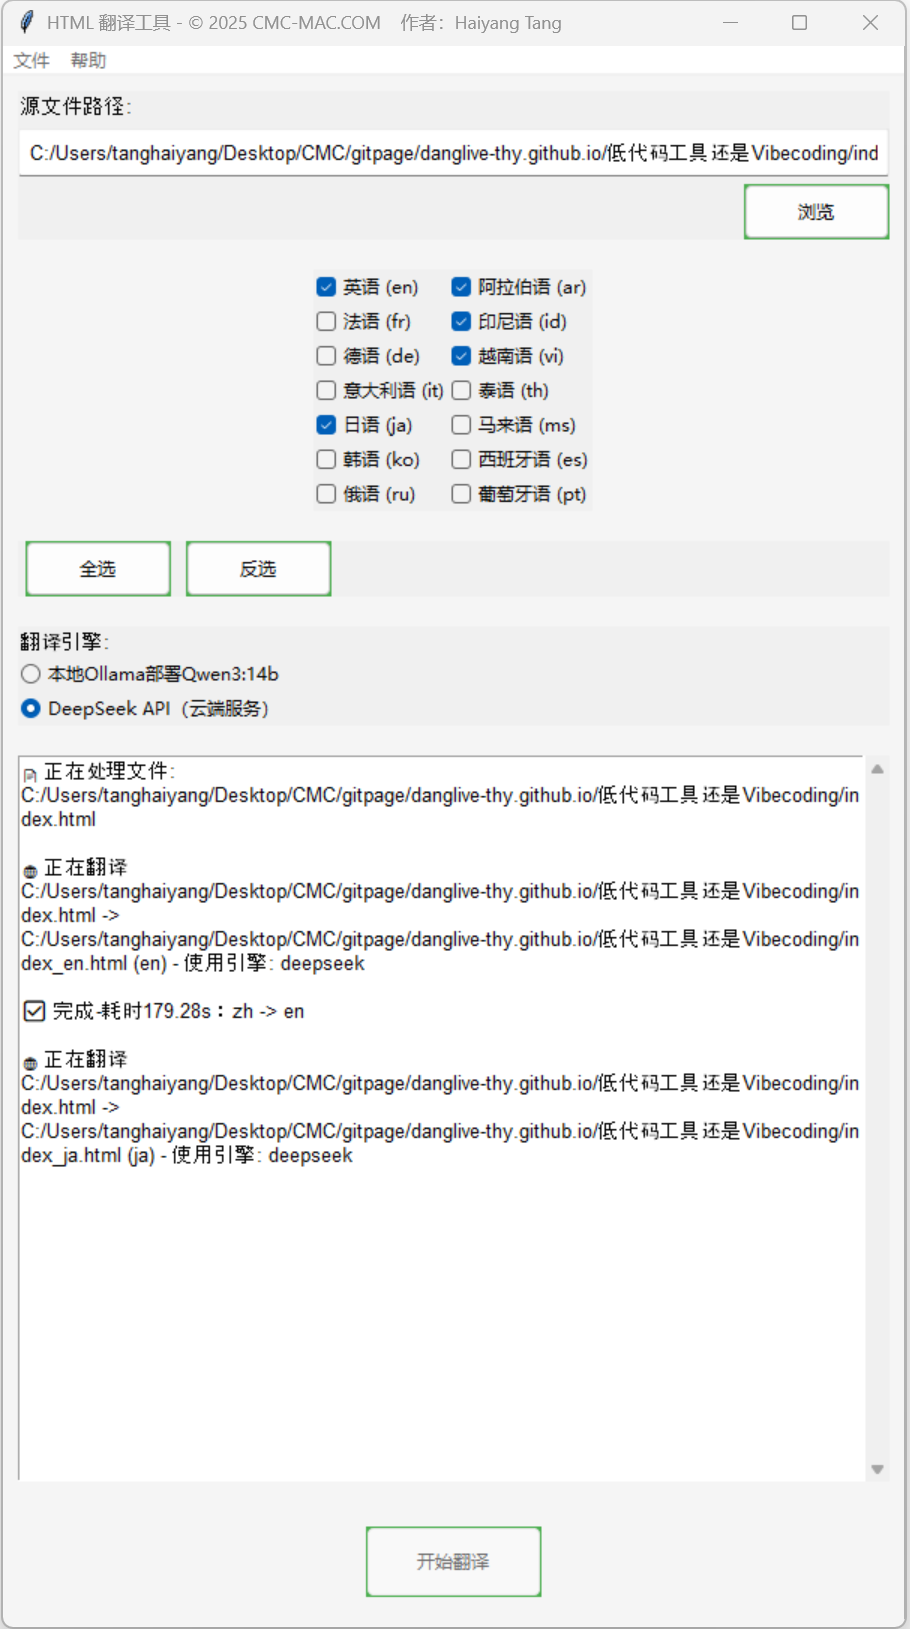 HTML 翻译工具 - © 2025 CMC-MAC.COM 作者：Haiyang Tang
文件 帮助
源文件路径:
C:/Users/tanghaiyang/Desktop/CMC/gitpage/danglive-thy.github.io/低代码工具还是Vibecoding/ind
浏览
英语 (en) 阿拉伯语 (ar)
法语 (fr) 印尼语 (id)
德语 (de) 越南语 (vi)
意大利语 (it) 泰语 (th)
日语 (ja) 马来语 (ms)
韩语 (ko) 西班牙语 (es)
俄语 (ru) 葡萄牙语 (pt)
全选 反选
翻译引擎:
本地Ollama部署Qwen3:14b
DeepSeek API（云端服务）
正在处理文件:
C:/Users/tanghaiyang/Desktop/CMC/gitpage/danglive-thy.github.io/低代码工具还是Vibecoding/in
dex.html
正在翻译
C:/Users/tanghaiyang/Desktop/CMC/gitpage/danglive-thy.github.io/低代码工具还是Vibecoding/in
dex.html ->
C:/Users/tanghaiyang/Desktop/CMC/gitpage/danglive-thy.github.io/低代码工具还是Vibecoding/in
dex_en.html (en) - 使用引擎: deepseek
完成-耗时179.28s：zh -> en
正在翻译
C:/Users/tanghaiyang/Desktop/CMC/gitpage/danglive-thy.github.io/低代码工具还是Vibecoding/in
dex.html ->
C:/Users/tanghaiyang/Desktop/CMC/gitpage/danglive-thy.github.io/低代码工具还是Vibecoding/in
dex_ja.html (ja) - 使用引擎: deepseek
开始翻译